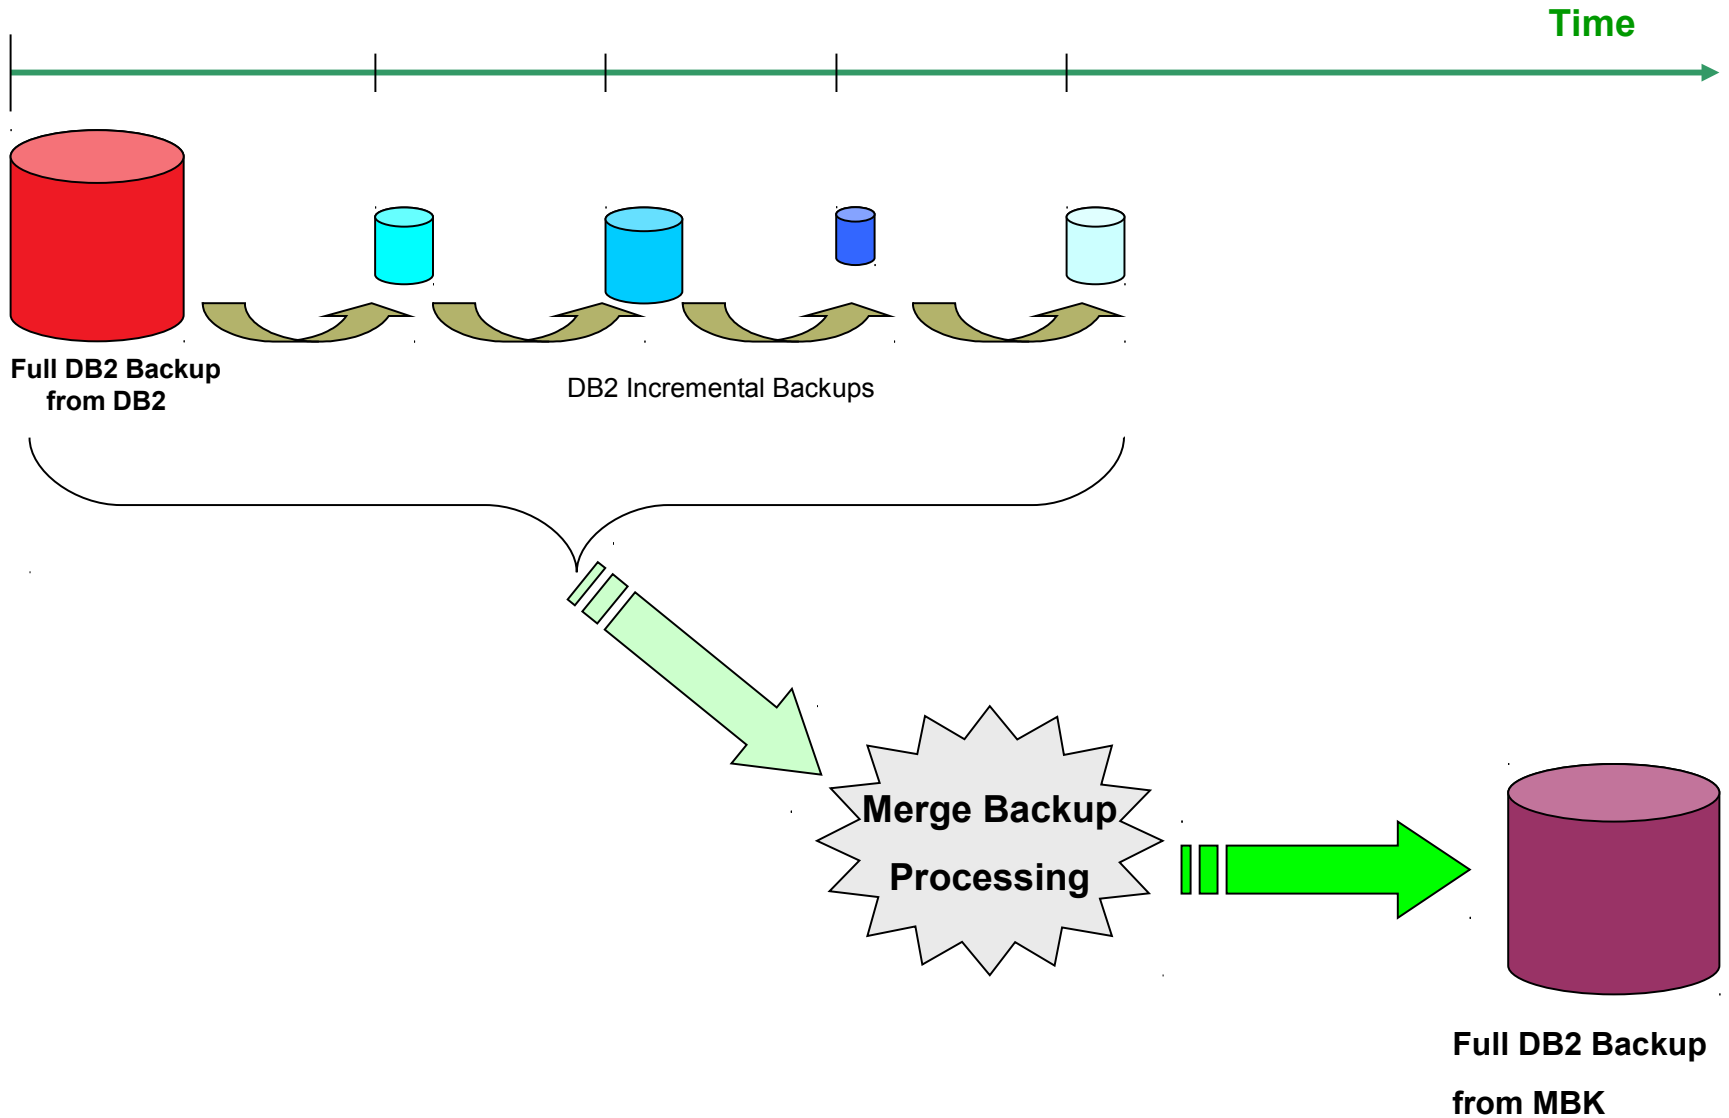 Time
Full DB2 Backup
from DB2
DB2 Incremental Backups
Merge Backup
Processing
Full DB2 Backup
from MBK